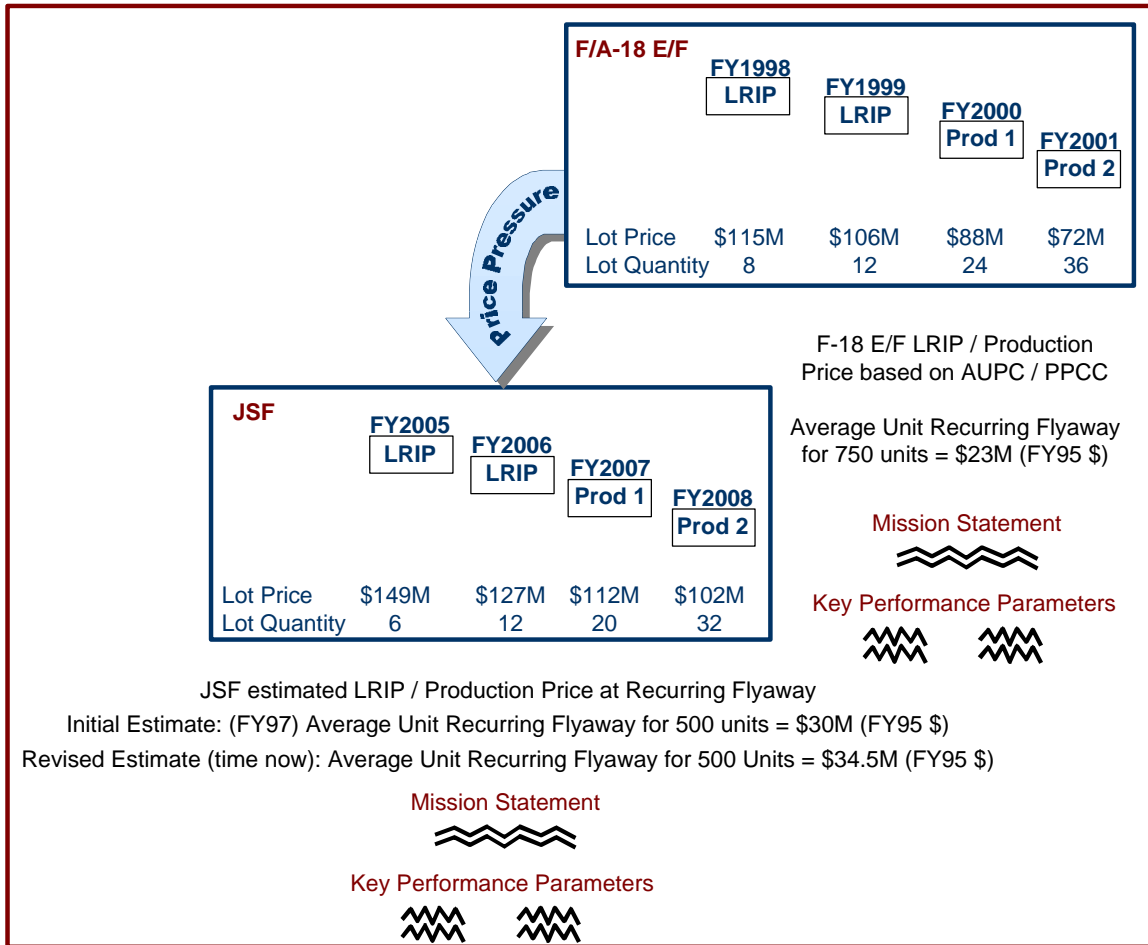 F/A-18 E/F
FY1998
LRIP
FY1999
LRIP
FY2000
Prod 1
FY2001
Prod 2
Lot Price $115M $106M $88M $72M
Lot Quantity 8 12 24 36
Price Pressure
F-18 E/F LRIP / Production
Price based on AUPC / PPCC
Average Unit Recurring Flyaway
for 750 units = $23M (FY95 $)
Mission Statement
Key Performance Parameters
JSF
FY2005
LRIP
FY2006
LRIP
FY2007
Prod 1
FY2008
Prod 2
Lot Price $149M $127M $112M $102M
Lot Quantity 6 12 20 32
JSF estimated LRIP / Production Price at Recurring Flyaway
Initial Estimate: (FY97) Average Unit Recurring Flyaway for 500 units = $30M (FY95 $)
Revised Estimate (time now): Average Unit Recurring Flyaway for 500 Units = $34.5M (FY95 $)
Mission Statement
Key Performance Parameters